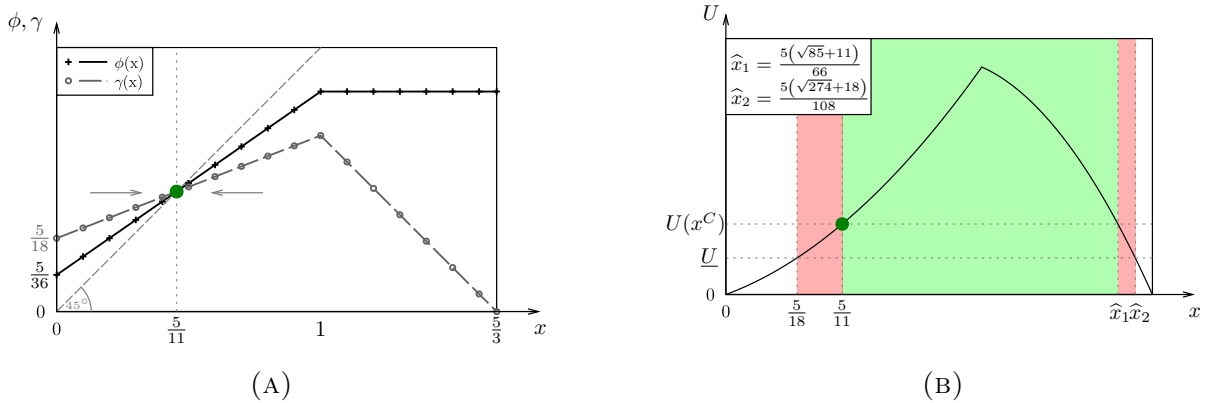 ϕ, γ
ϕ(x)
γ(x)
5/18
5/36
0
45°
0
5/11
1
5/3
x
(A)
U
x̂₁ = 5(√85+11)/66
x̂₂ = 5(√274+18)/108
U(x^C)
U̲
0
0
5/18
5/11
x̂₁x̂₂
x
(B)